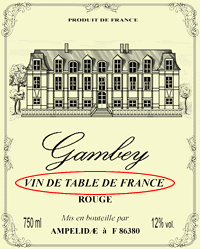 PRODUIT DE FRANCE
Gambey
VIN DE TABLE DE FRANCE
ROUGE
750 ml
12% vol.
Mis en bouteille par
AMPELIDÆ à F 86380